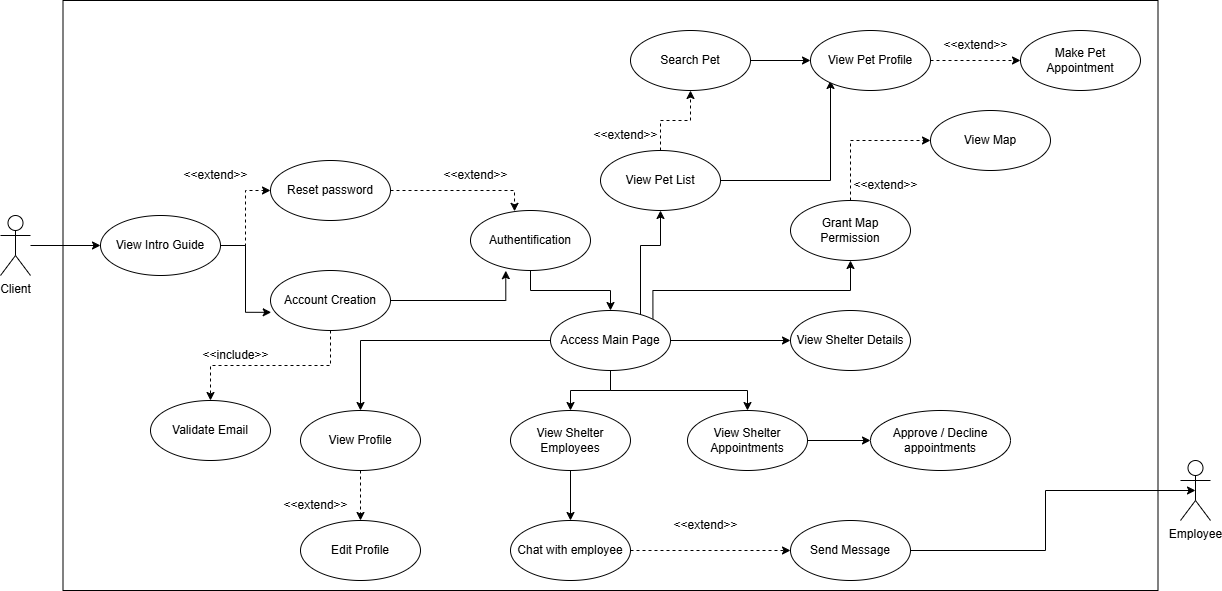 Search Pet
View Pet Profile
<<extend>>
Make Pet
Appointment
<<extend>>
View Map
<<extend>>
Reset password
<<extend>>
View Pet List
<<extend>>
Grant Map
Permission
View Intro Guide
Authentification
Client
Account Creation
Access Main Page
View Shelter Details
<<include>>
Validate Email
View Profile
View Shelter
Employees
View Shelter
Appointments
Approve / Decline
appointments
<<extend>>
Edit Profile
Chat with employee
<<extend>>
Send Message
Employee